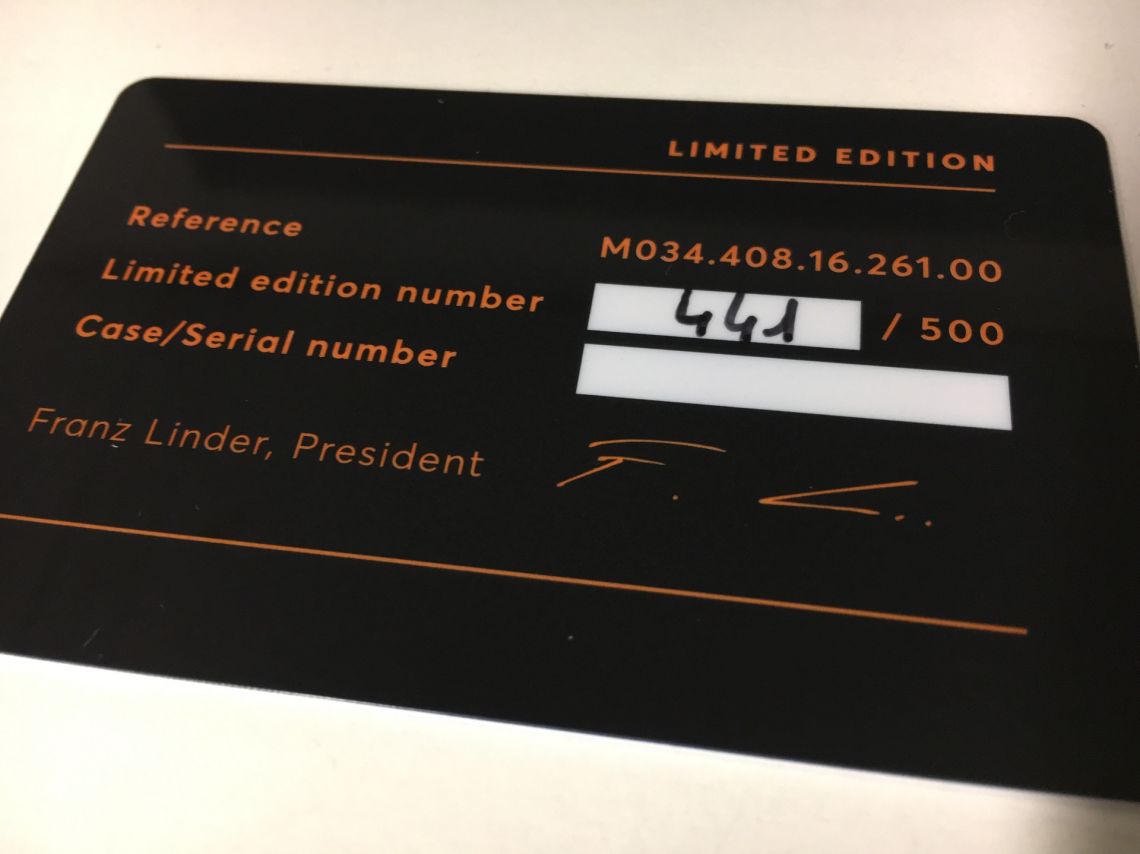 LIMITED EDITION
Reference M034.408.16.261.00
Limited edition number 441 / 500
Case/Serial number
Franz Linder, President F. L..